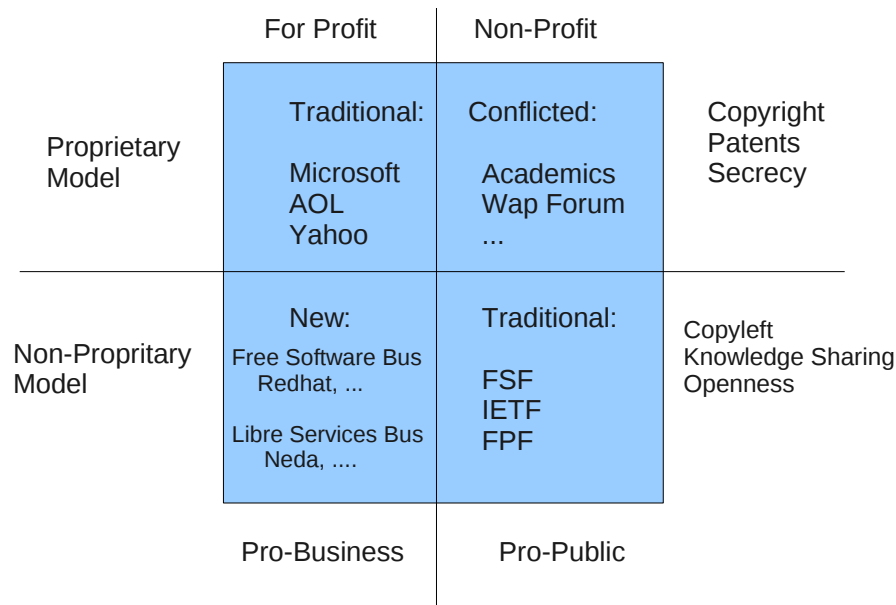 For Profit
Non-Profit
Proprietary
Model
Traditional:
Microsoft
AOL
Yahoo
Conflicted:
Academics
Wap Forum
...
Copyright
Patents
Secrecy
Non-Propritary
Model
New:
Free Software Bus
Redhat, ...
Libre Services Bus
Neda, ....
Traditional:
FSF
IETF
FPF
Copyleft
Knowledge Sharing
Openness
Pro-Business
Pro-Public